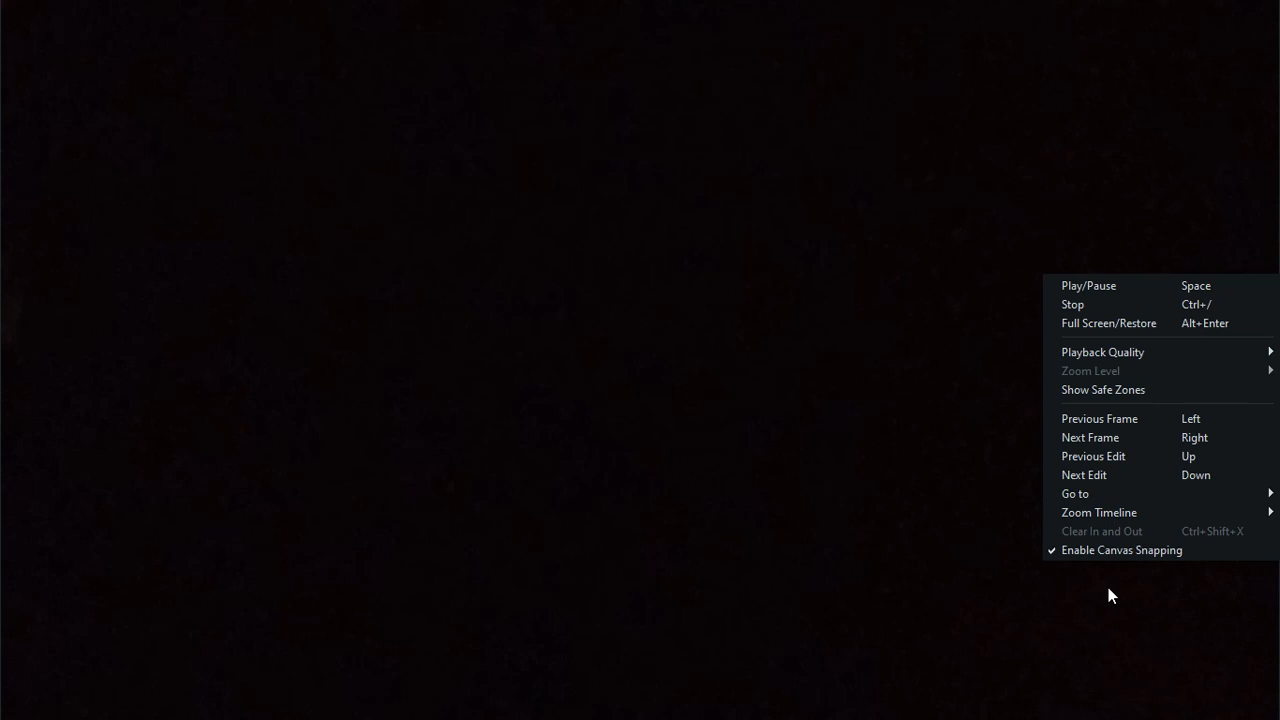 Play/Pause Space
Stop Ctrl+/
Full Screen/Restore Alt+Enter
Playback Quality
Zoom Level
Show Safe Zones
Previous Frame Left
Next Frame Right
Previous Edit Up
Next Edit Down
Go to
Zoom Timeline
Clear In and Out Ctrl+Shift+X
Enable Canvas Snapping